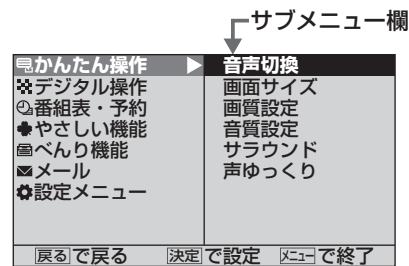 サブメニュー欄
かんたん操作 ▶ 音声切換
デジタル操作 画面サイズ
番組表・予約 画質設定
やさしい機能 音質設定
べんり機能 サラウンド
メール 声ゆっくり
設定メニュー
戻る で戻る 決定 で設定 メニュー で終了